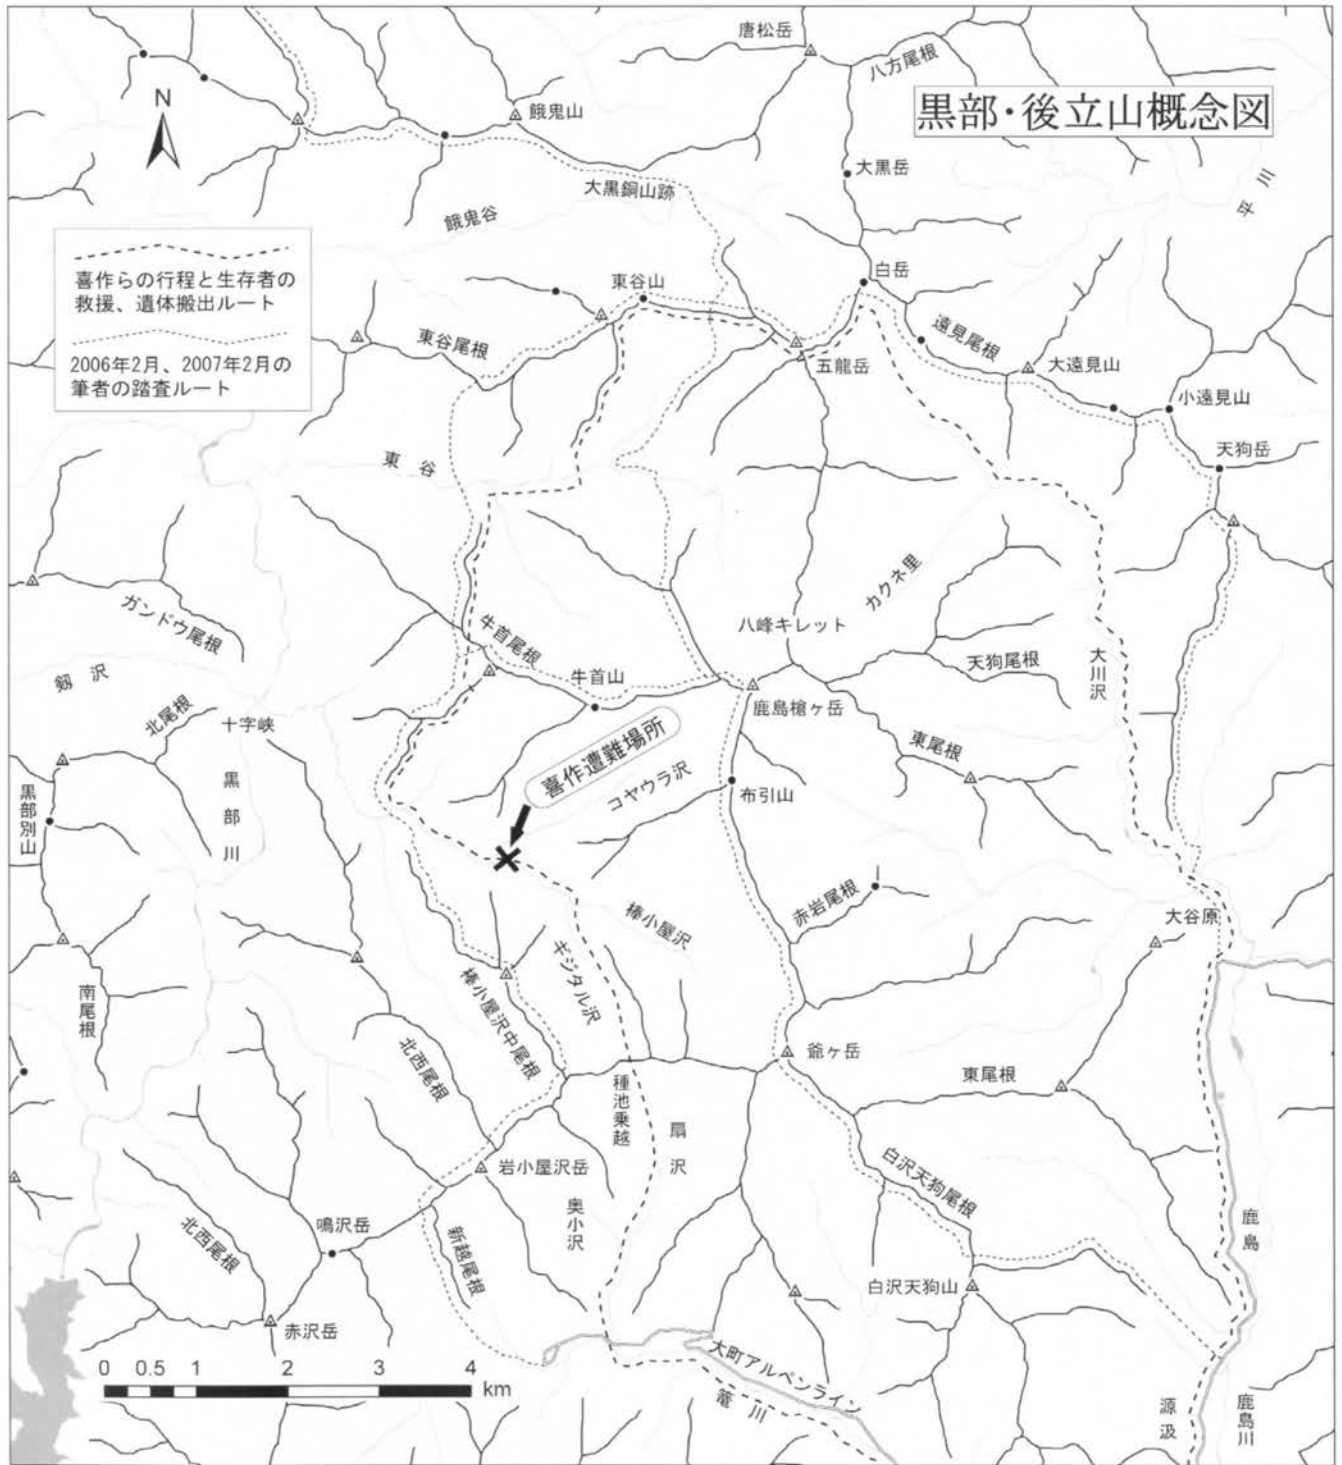 唐松岳
八方尾根
黒部・後立山概念図
N
餓鬼山
大黒岳
大黒銅山跡
平川
餓鬼谷
喜作らの行程と生存者の
救援、遺体搬出ルート
2006年2月、2007年2月の
筆者の踏査ルート
白岳
東谷山
東谷尾根
遠見尾根
五龍岳
大遠見山
小遠見山
天狗岳
東谷
カクネ里
ガンドウ尾根
牛首尾根
八峰キレット
天狗尾根
大川沢
剱沢
牛首山
北尾根
十字峡
鹿島槍ヶ岳
東尾根
喜作遭難場所
コヤウラ沢
布引山
黒部別山
黒部川
赤岩尾根
棒小屋沢
大谷原
ギジタル沢
棒小屋沢中尾根
南尾根
北西尾根
爺ヶ岳
東尾根
種池乗越
扇沢
岩小屋沢岳
白沢天狗尾根
奥小沢
鹿島
鳴沢岳
北西尾根
新越尾根
白沢天狗山
赤沢岳
大町アルペンライン
0 0.5 1 2 3 4
km
篭川
源汲
鹿島川